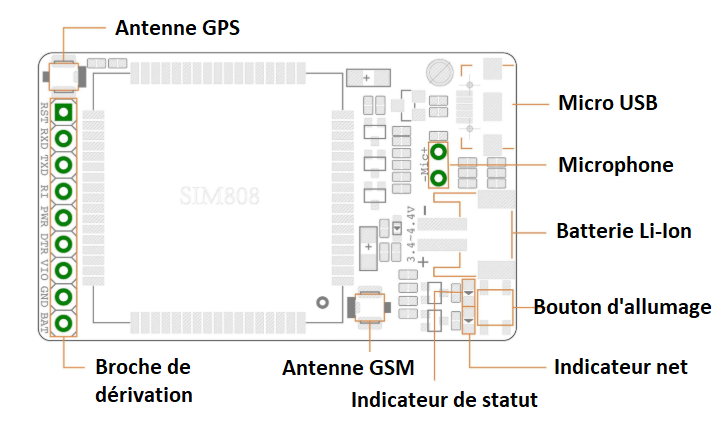 Antenne GPS
Micro USB
Microphone
Batterie Li-Ion
Bouton d'allumage
Indicateur net
Indicateur de statut
Antenne GSM
Broche de
dérivation
RST
RXD
TXD
RI
PWR
DTR
VIO
GND
BAT
SIM808
-Mic+
3.4-4.4V
-
+
+
+